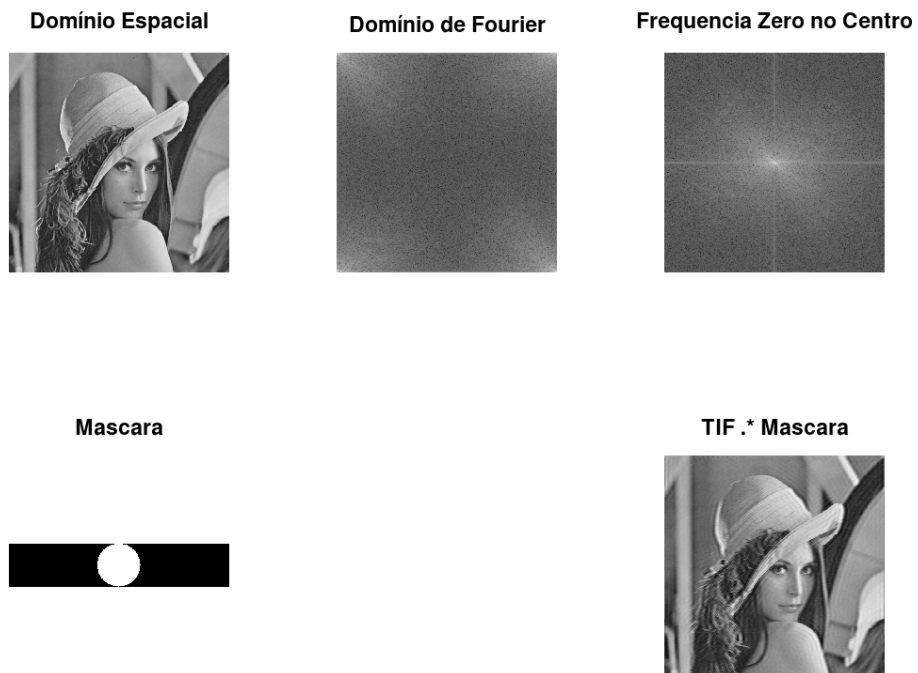 Domínio Espacial
Domínio de Fourier
Frequencia Zero no Centro
Mascara
TIF .* Mascara